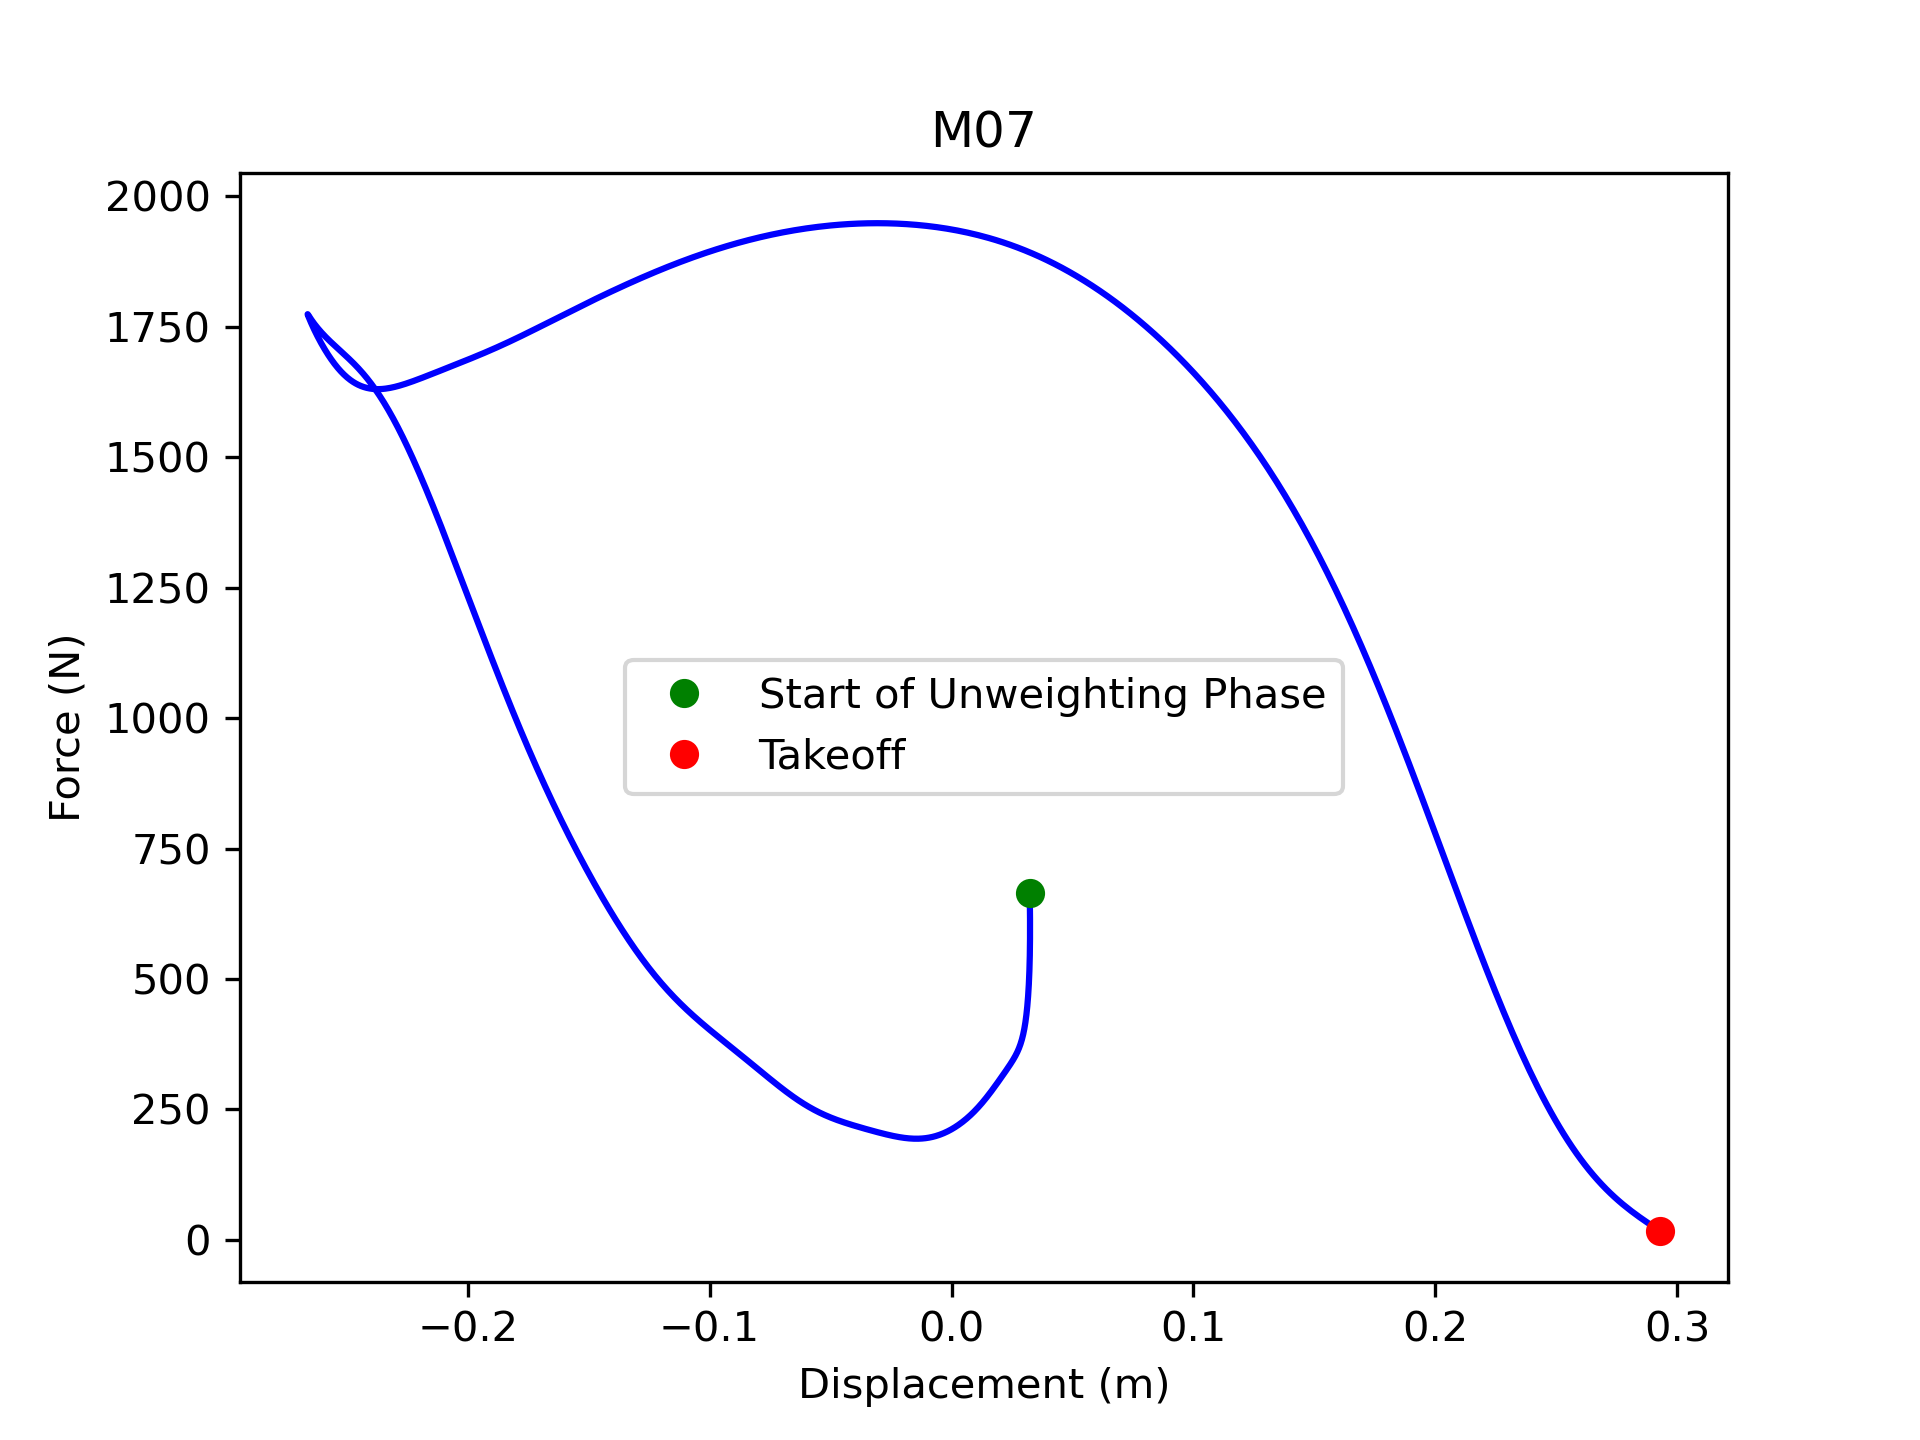 M07
2000
1750
1500
1250
1000
750
500
250
0
Force (N)
Start of Unweighting Phase
Takeoff
−0.2 −0.1 0.0 0.1 0.2 0.3
Displacement (m)